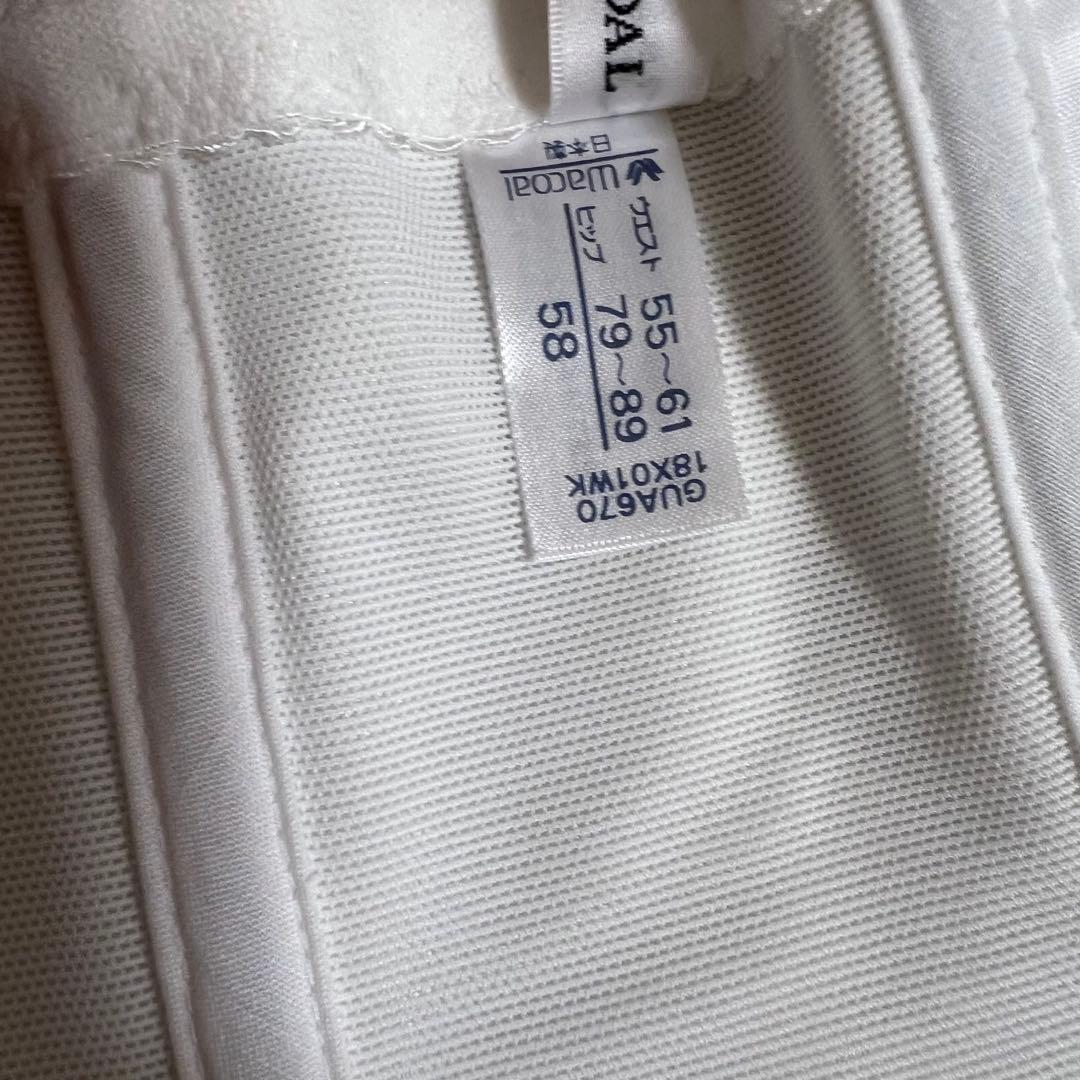 DAL
日本製
Wacoal
ウエスト 55～61
ヒップ 79～89
58
18X01WK
GUA670